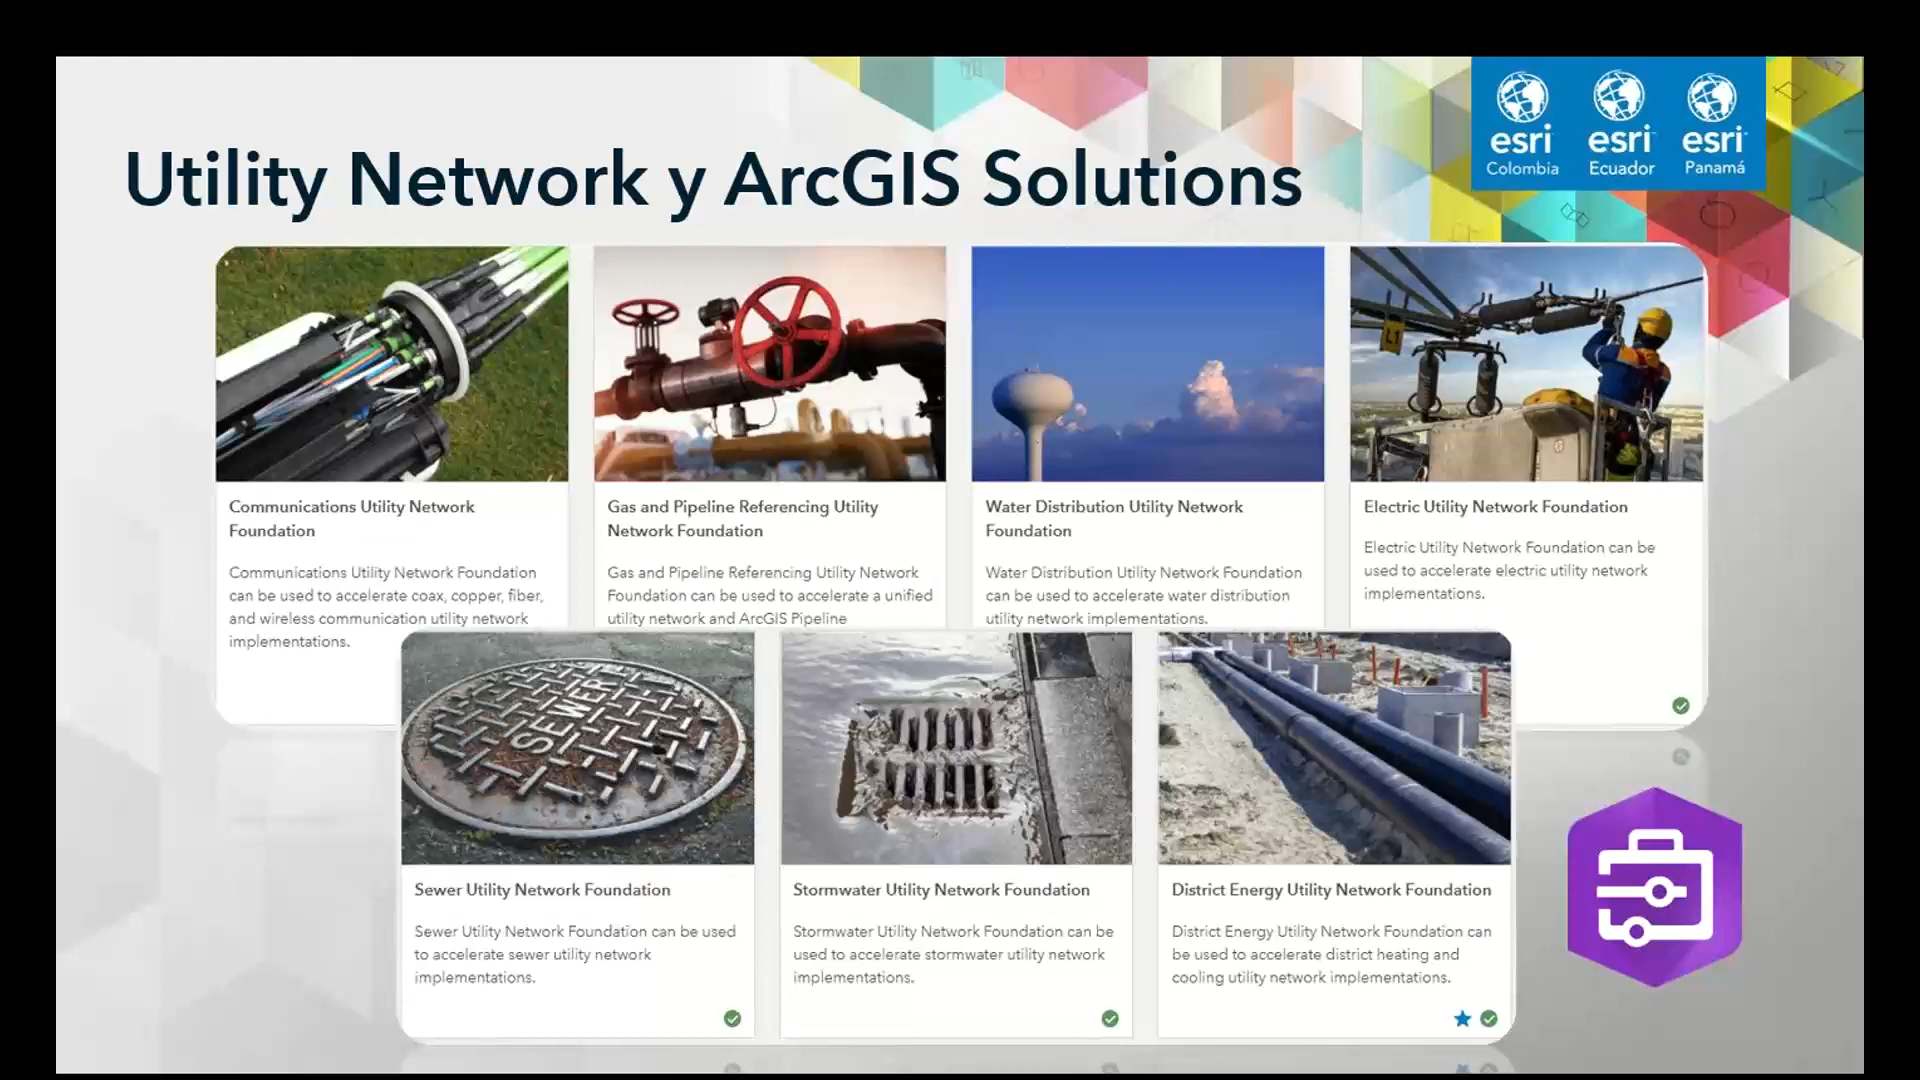 esri
Colombia
esri
Ecuador
esri
Panamá
Utility Network y ArcGIS Solutions
L1
Communications Utility Network
Foundation
Communications Utility Network Foundation
can be used to accelerate coax, copper, fiber,
and wireless communication utility network
implementations.
Gas and Pipeline Referencing Utility
Network Foundation
Gas and Pipeline Referencing Utility Network
Foundation can be used to accelerate a unified
utility network and ArcGIS Pipeline
Water Distribution Utility Network
Foundation
Water Distribution Utility Network Foundation
can be used to accelerate water distribution
utility network implementations.
Electric Utility Network Foundation
Electric Utility Network Foundation can be
used to accelerate electric utility network
implementations.
SEWER
Sewer Utility Network Foundation
Sewer Utility Network Foundation can be used
to accelerate sewer utility network
implementations.
Stormwater Utility Network Foundation
Stormwater Utility Network Foundation can be
used to accelerate stormwater utility network
implementations.
District Energy Utility Network Foundation
District Energy Utility Network Foundation can
be used to accelerate district heating and
cooling utility network implementations.